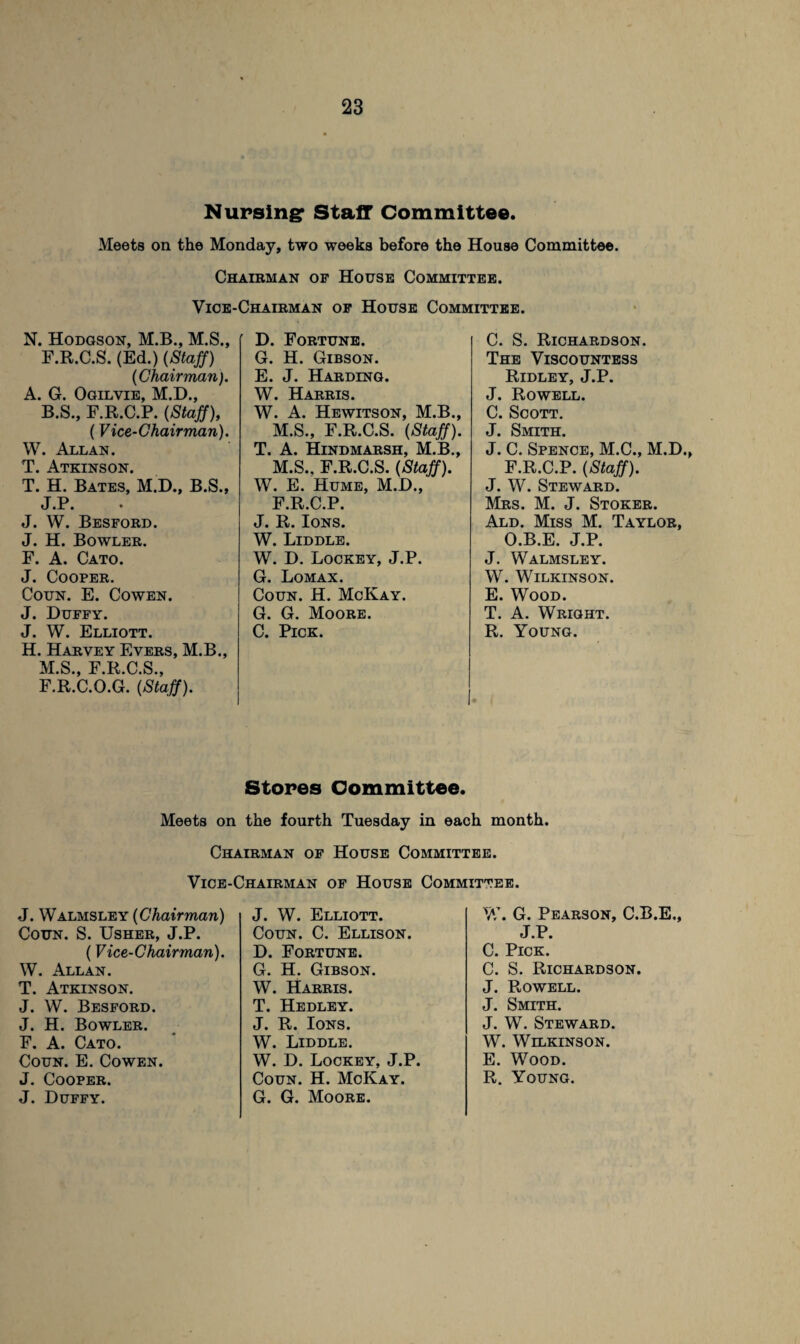 23
Nursing Staff Committee.
Meets on the Monday, two weeks before the House Committee.
Chairman of House Committee.
Vice-Chairman of House Committee.
N. Hodgson, M.B., M.S.,
F.R.C.S. (Ed.) (Staff)
(Chairman).
A. G. Ogilvie, M.D.,
B.S., F.R.C.P. (Staff),
(Vice-Chairman).
W. Allan.
T. Atkinson.
T. H. Bates, M.D., B.S.,
J.P.
J. W. Besford.
J. H. Bowler.
F. A. Cato.
J. Cooper.
Coun. E. Cowen.
J. Duffy.
J. W. Elliott.
H. Harvey Evers, M.B.,
M.S., F.R.C.S.,
F.R.C.O.G. (Staff).
D. Fortune.
G. H. Gibson.
E. J. Harding.
W. Harris.
W. A. Hewitson, M.B.,
M.S., F.R.C.S. (Staff).
T. A. Hindmarsh, M.B.,
M.S., F.R.C.S. (Staff).
W. E. Hume, M.D.,
F.R.C.P.
J. R. Ions.
W. Liddle.
W. D. Lockey, J.P.
G. Lomax.
Coun. H. McKay.
G. G. Moore.
C. Pick.
C. S. Richardson.
The Viscountess
Ridley, J.P.
J. Rowell.
C. Scott.
J. Smith.
J. C. Spence, M.C., M.D.,
F.R.C.P. (Staff).
J. W. Steward.
Mrs. M. J. Stoker.
Ald. Miss M. Taylor,
O.B.E. J.P.
J. Walmsley.
W. Wilkinson.
E. Wood.
T. A. Wright.
R. Young.
Stores Committee.
Meets on the fourth Tuesday in each month.
Chairman of House Committee.
Vice-Chairman of House Committee.
J. Walmsley (Chairman)
Coun. S. Usher, J.P.
(Vice-Chairman).
W. Allan.
T. Atkinson.
J. W. Besford.
J. H. Bowler.
F. A. Cato.
Coun. E. Cowen.
J. Cooper.
J. Duffy.
J. W. Elliott.
Coun. C. Ellison.
D. Fortune.
G. H. Gibson.
W. Harris.
T. Hedley.
J. R. Ions.
W. Liddle.
W. D. Lockey, J.P.
Coun. H. McKay.
G. G. Moore.
W. G. Pearson, C.B.E.,
J.P.
C. Pick.
C. S. Richardson.
J. Rowell.
J. Smith.
J. W. Steward.
W. Wilkinson.
E. Wood.
R. Young.